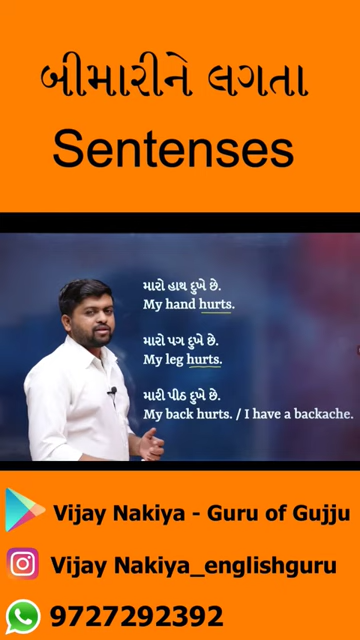 બીમારીને લગતા
Sentenses
મારો હાથ દુખે છે.
My hand hurts.
મારો પગ દુખે છે.
My leg hurts.
મારી પીઠ દુખે છે.
My back hurts. / I have a backache.
Vijay Nakiya - Guru of Gujju
Vijay Nakiya_englishguru
9727292392